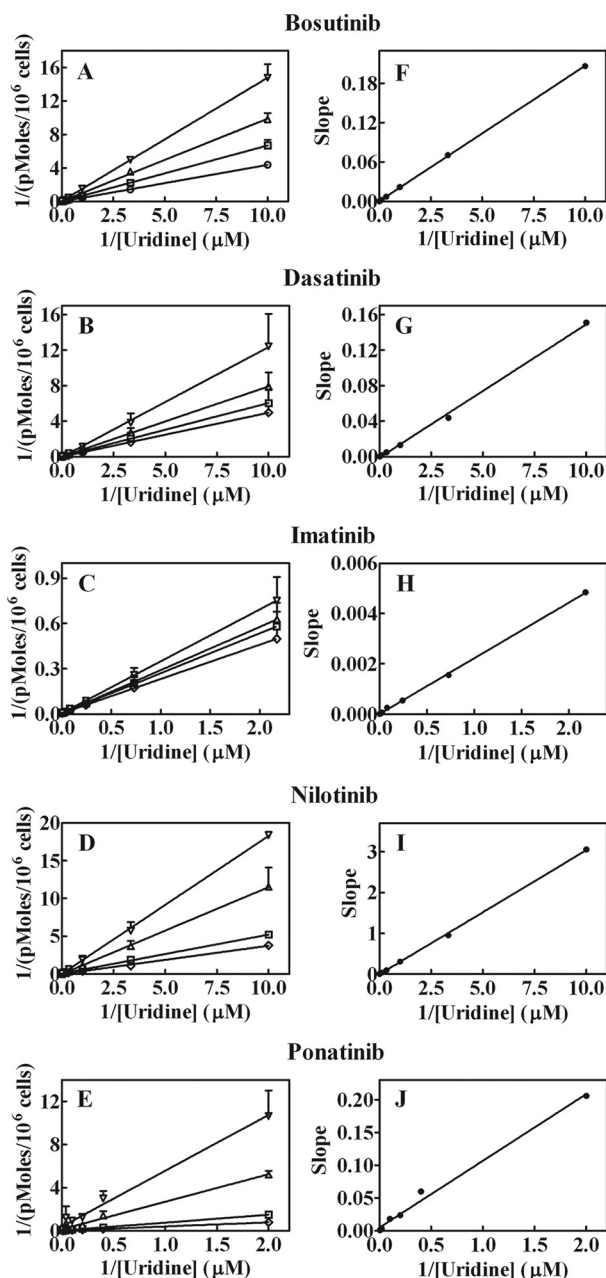 Bosutinib
A
1/(pMoles/10⁶ cells)
16
12
8
4
0
0.0 2.5 5.0 7.5 10.0
1/[Uridine] (μM)
F
Slope
0.18
0.12
0.06
0.00
0.0 2.5 5.0 7.5 10.0
1/[Uridine] (μM)
Dasatinib
B
1/(pMoles/10⁶ cells)
16
12
8
4
0
0.0 2.5 5.0 7.5 10.0
1/[Uridine] (μM)
G
Slope
0.16
0.12
0.08
0.04
0.00
0.0 2.5 5.0 7.5 10.0
1/[Uridine] (μM)
Imatinib
C
1/(pMoles/10⁶ cells)
0.9
0.6
0.3
0.0
0.0 0.5 1.0 1.5 2.0
1/[Uridine] (μM)
H
Slope
0.006
0.004
0.002
0.000
0.0 0.5 1.0 1.5 2.0
1/[Uridine] (μM)
Nilotinib
D
1/(pMoles/10⁶ cells)
20
15
10
5
0
0.0 2.5 5.0 7.5 10.0
1/[Uridine] (μM)
I
Slope
3
2
1
0
0.0 2.5 5.0 7.5 10.0
1/[Uridine] (μM)
Ponatinib
E
1/(pMoles/10⁶ cells)
12
8
4
0
0.0 0.5 1.0 1.5 2.0
1/[Uridine] (μM)
J
Slope
0.20
0.15
0.10
0.05
0.00
0.0 0.5 1.0 1.5 2.0
1/[Uridine] (μM)